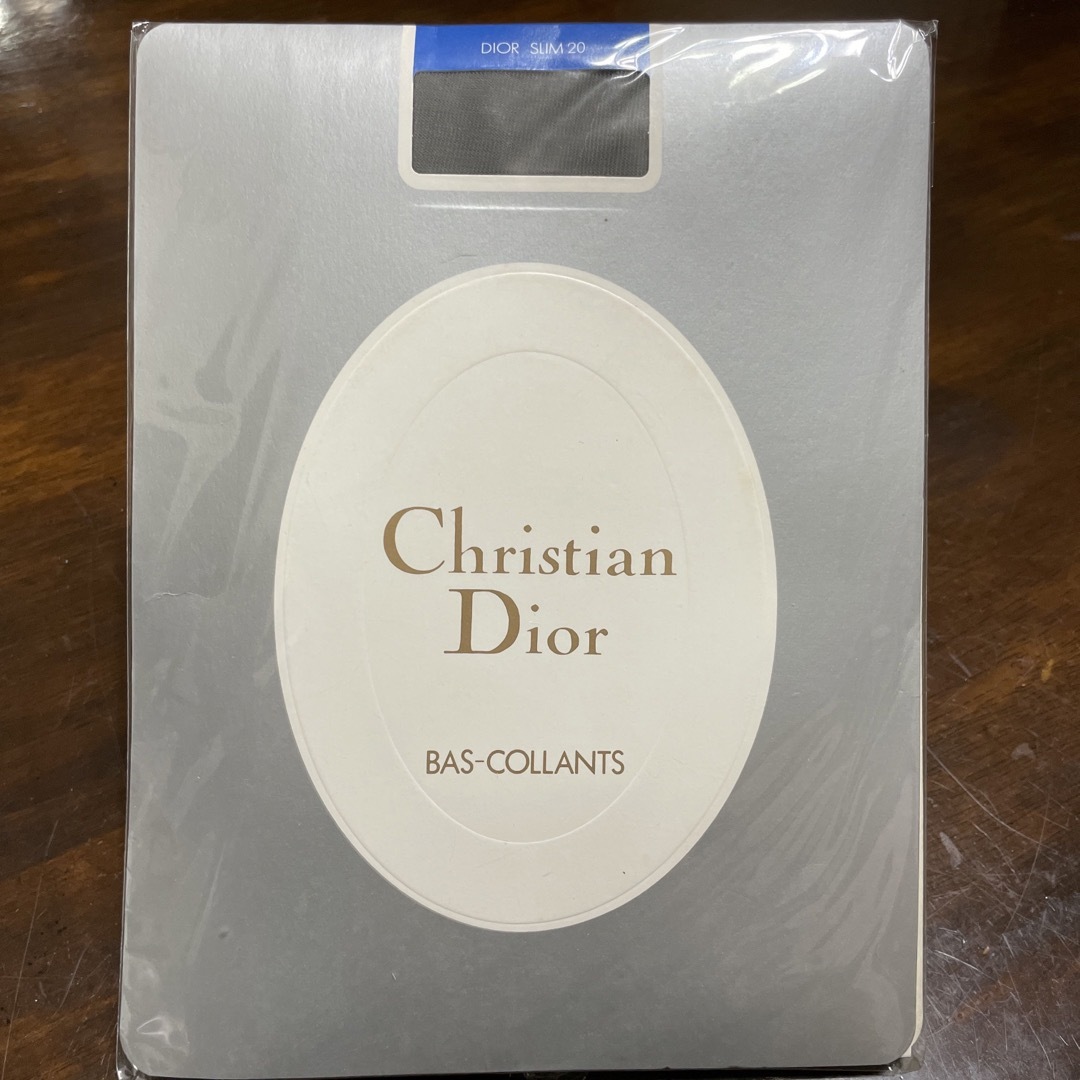 DIOR SLIM 20
Christian
Dior
BAS-COLLANTS